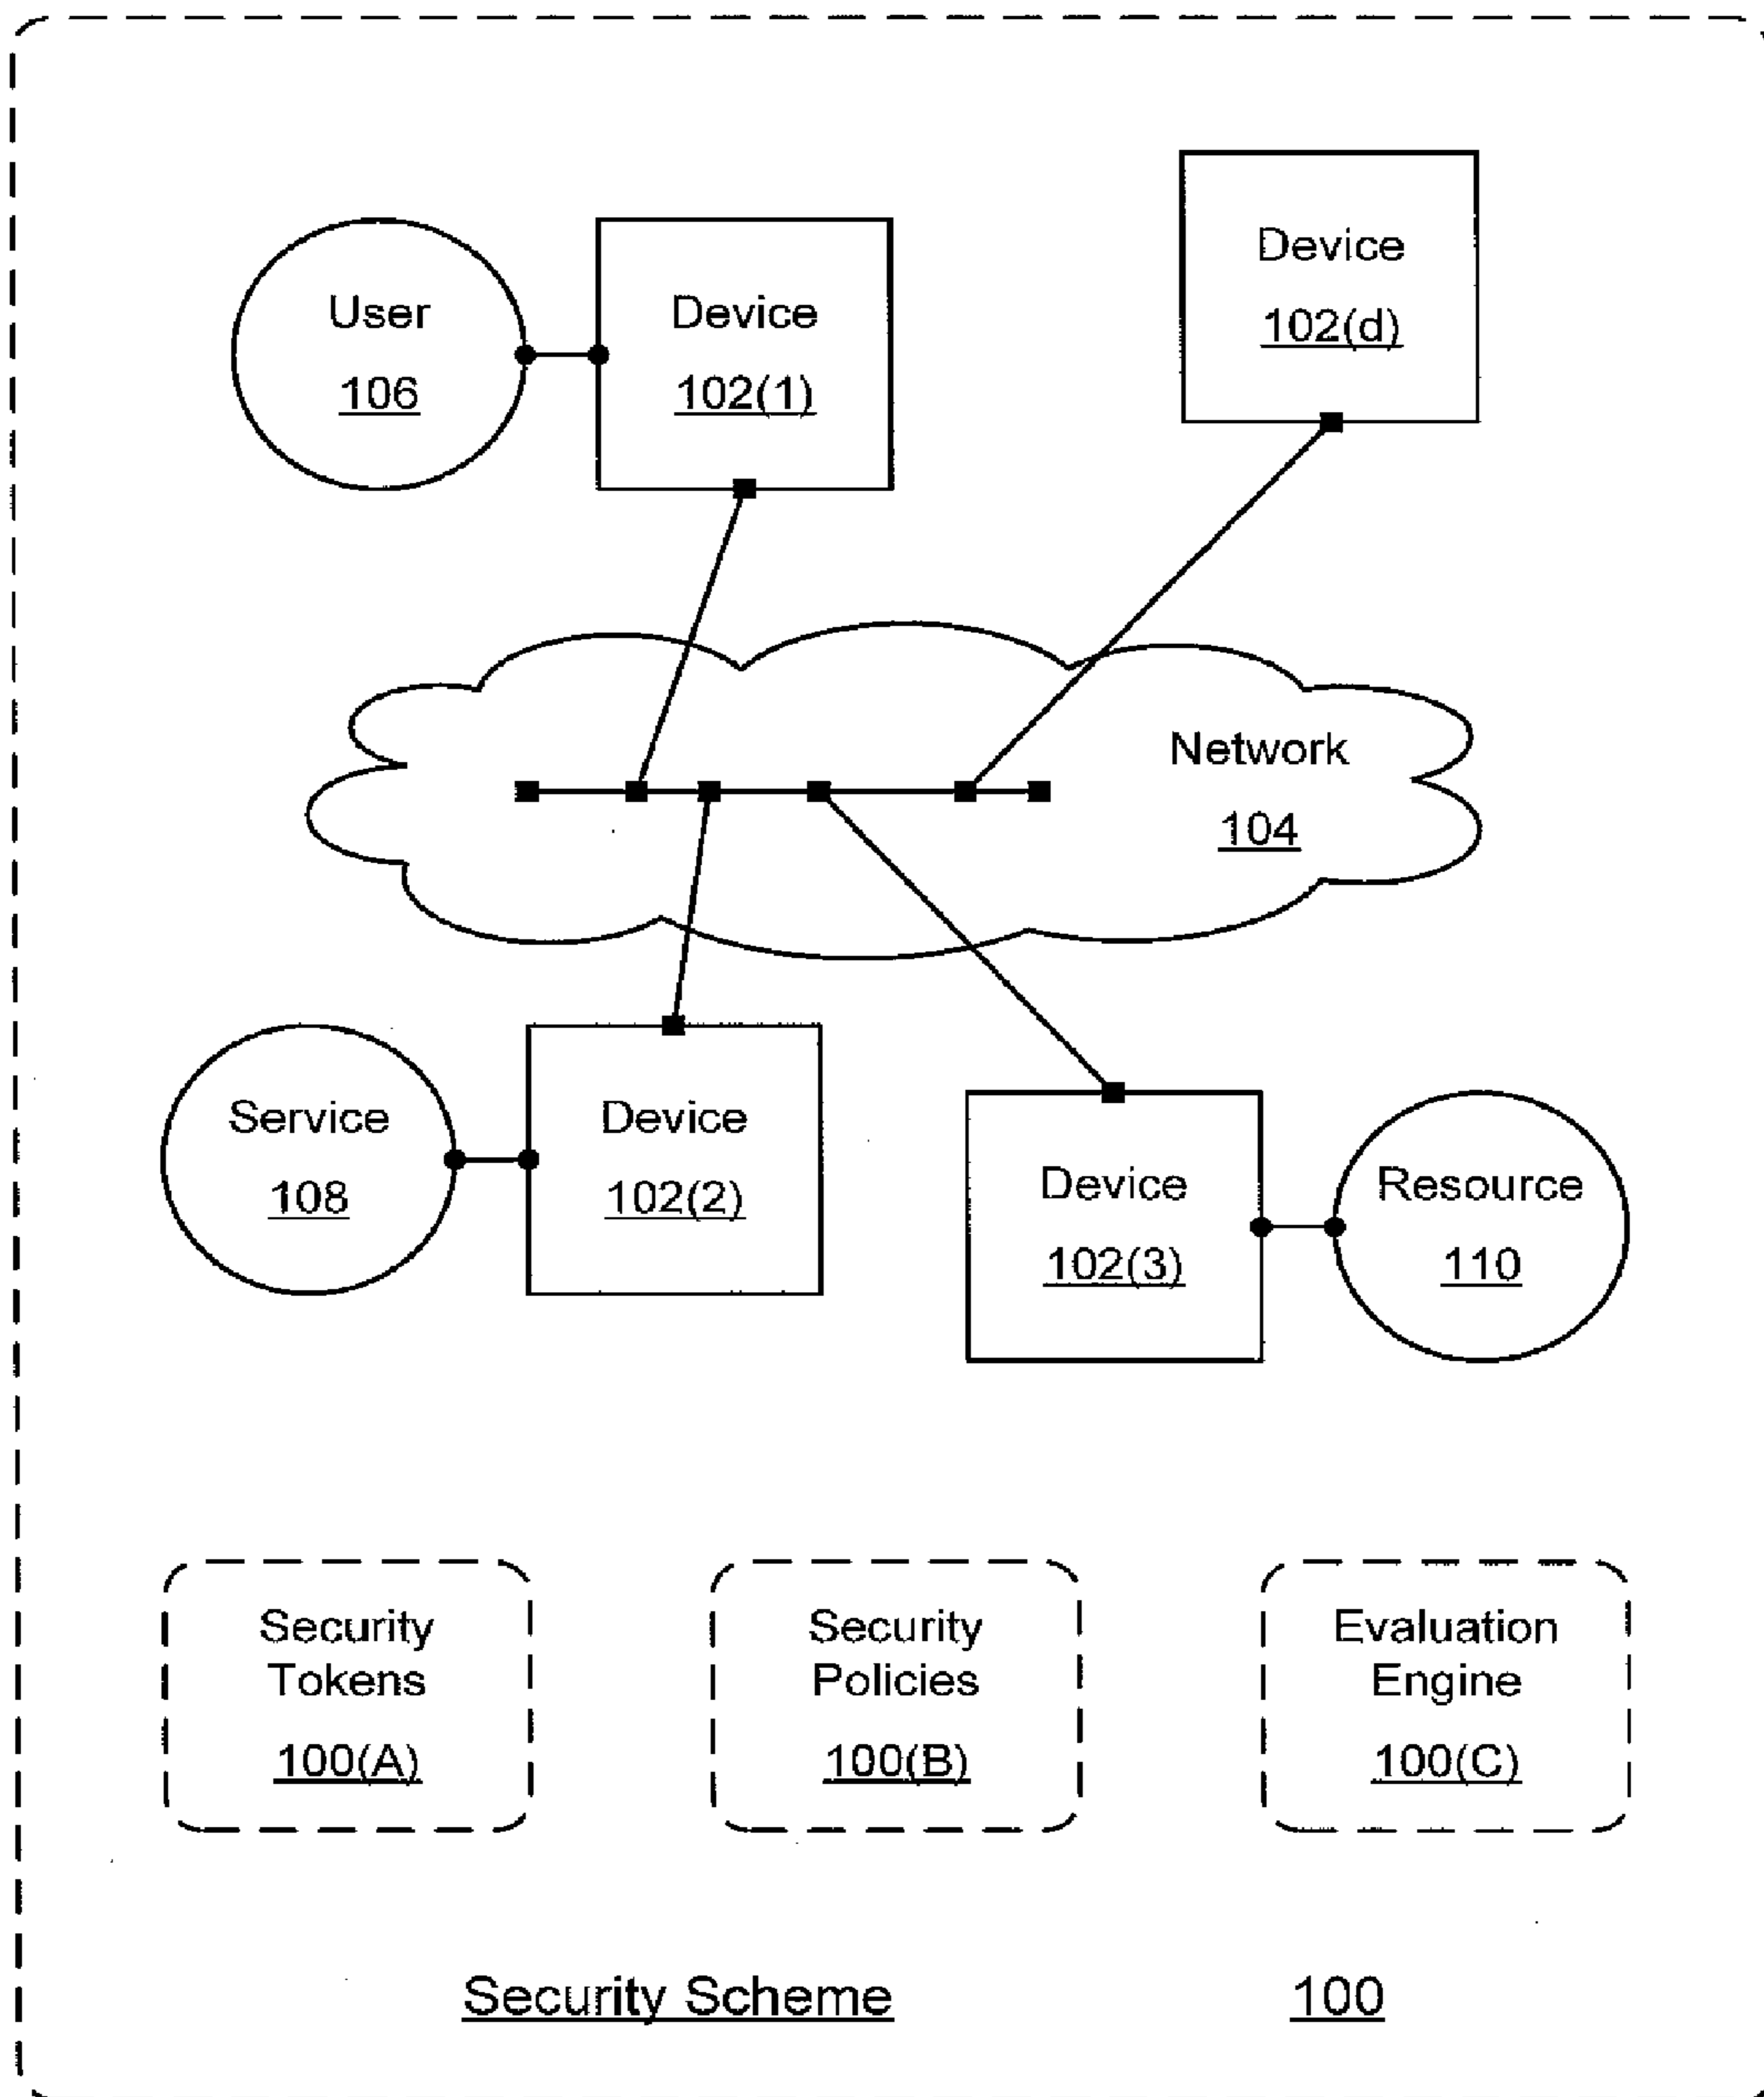 User
106
Device
102(1)
Device
102(d)
Network
104
Service
108
Device
102(2)
Device
102(3)
Resource
110
Security
Tokens
100(A)
Security
Policies
100(B)
Evaluation
Engine
100(C)
Security Scheme 100